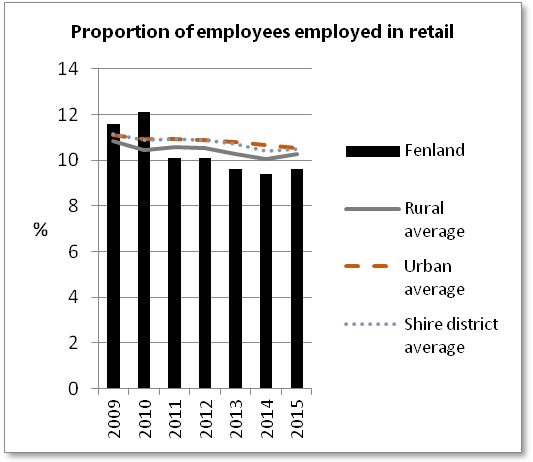 Proportion of employees employed in retail
14
12
10
8
6
4
2
0
%
2009
2010
2011
2012
2013
2014
2015
Fenland
Rural
average
Urban
average
Shire district
average